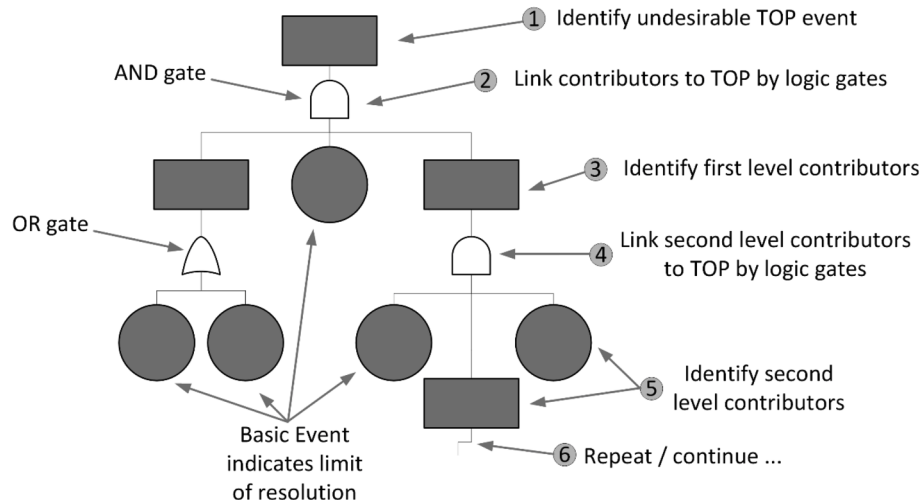 1 Identify undesirable TOP event
AND gate
2 Link contributors to TOP by logic gates
3 Identify first level contributors
OR gate
4 Link second level contributors
to TOP by logic gates
5 Identify second
level contributors
Basic Event
indicates limit
of resolution
6 Repeat / continue ...